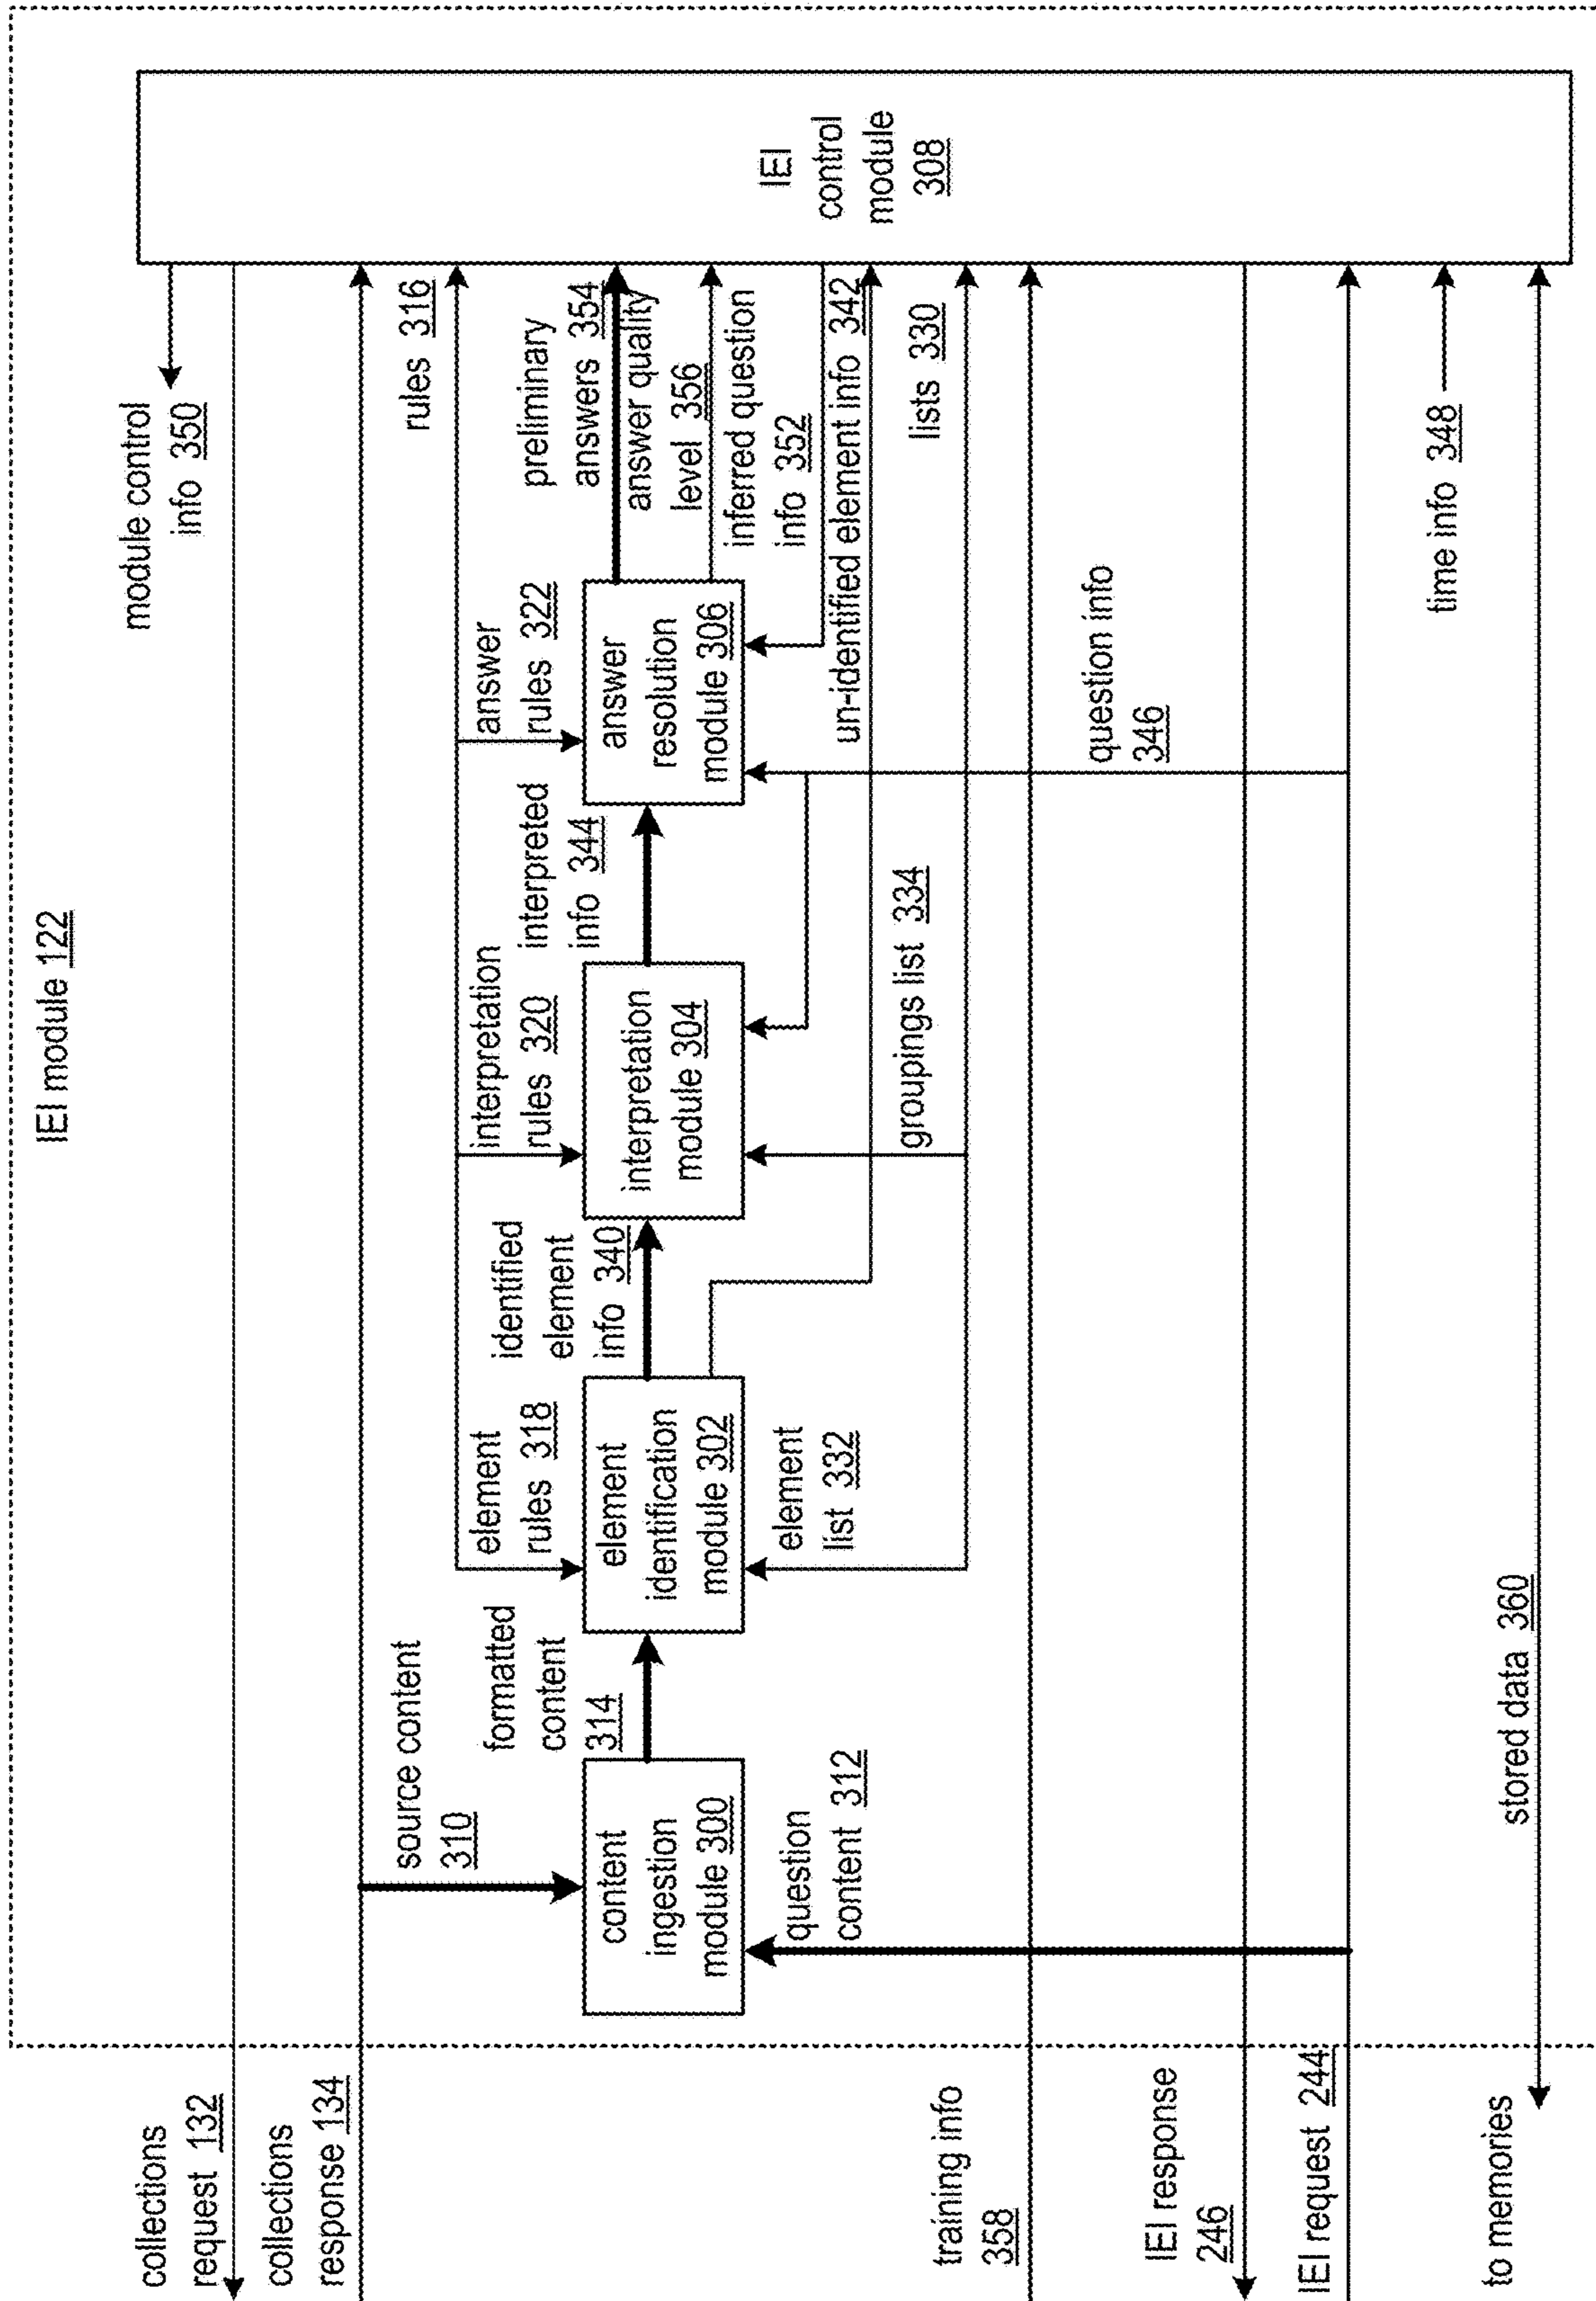 IEI module 122
collections
request 132
collections
response 134
module control
info 350
source content
310
rules 316
formatted
content
314
element
rules 318
identified
element
info 340
interpretation
rules 320
interpreted
info 344
answer
rules 322
preliminary
answers 354
answer quality
level 356
inferred question
info 352
content
ingestion
module 300
element
identification
module 302
interpretation
module 304
answer
resolution
module 306
IEI
control
module
308
question
content 312
element
list 332
groupings list 334
un-identified element info 342
lists 330
training info
358
question info
346
IEI response
246
IEI request 244
time info 348
to memories
stored data 360